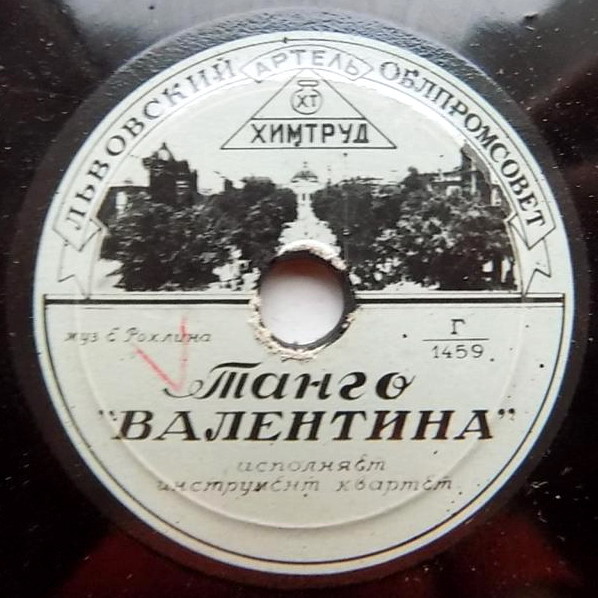 ЛЬВОВСКИЙ АРТЕЛЬ ОБЛПРОМСОВЕТ
ХТ
ХИМТРУД
муз Е Рохлина
Г
1459
Танго
"ВАЛЕНТИНА"
исполняет
инструмент квартет